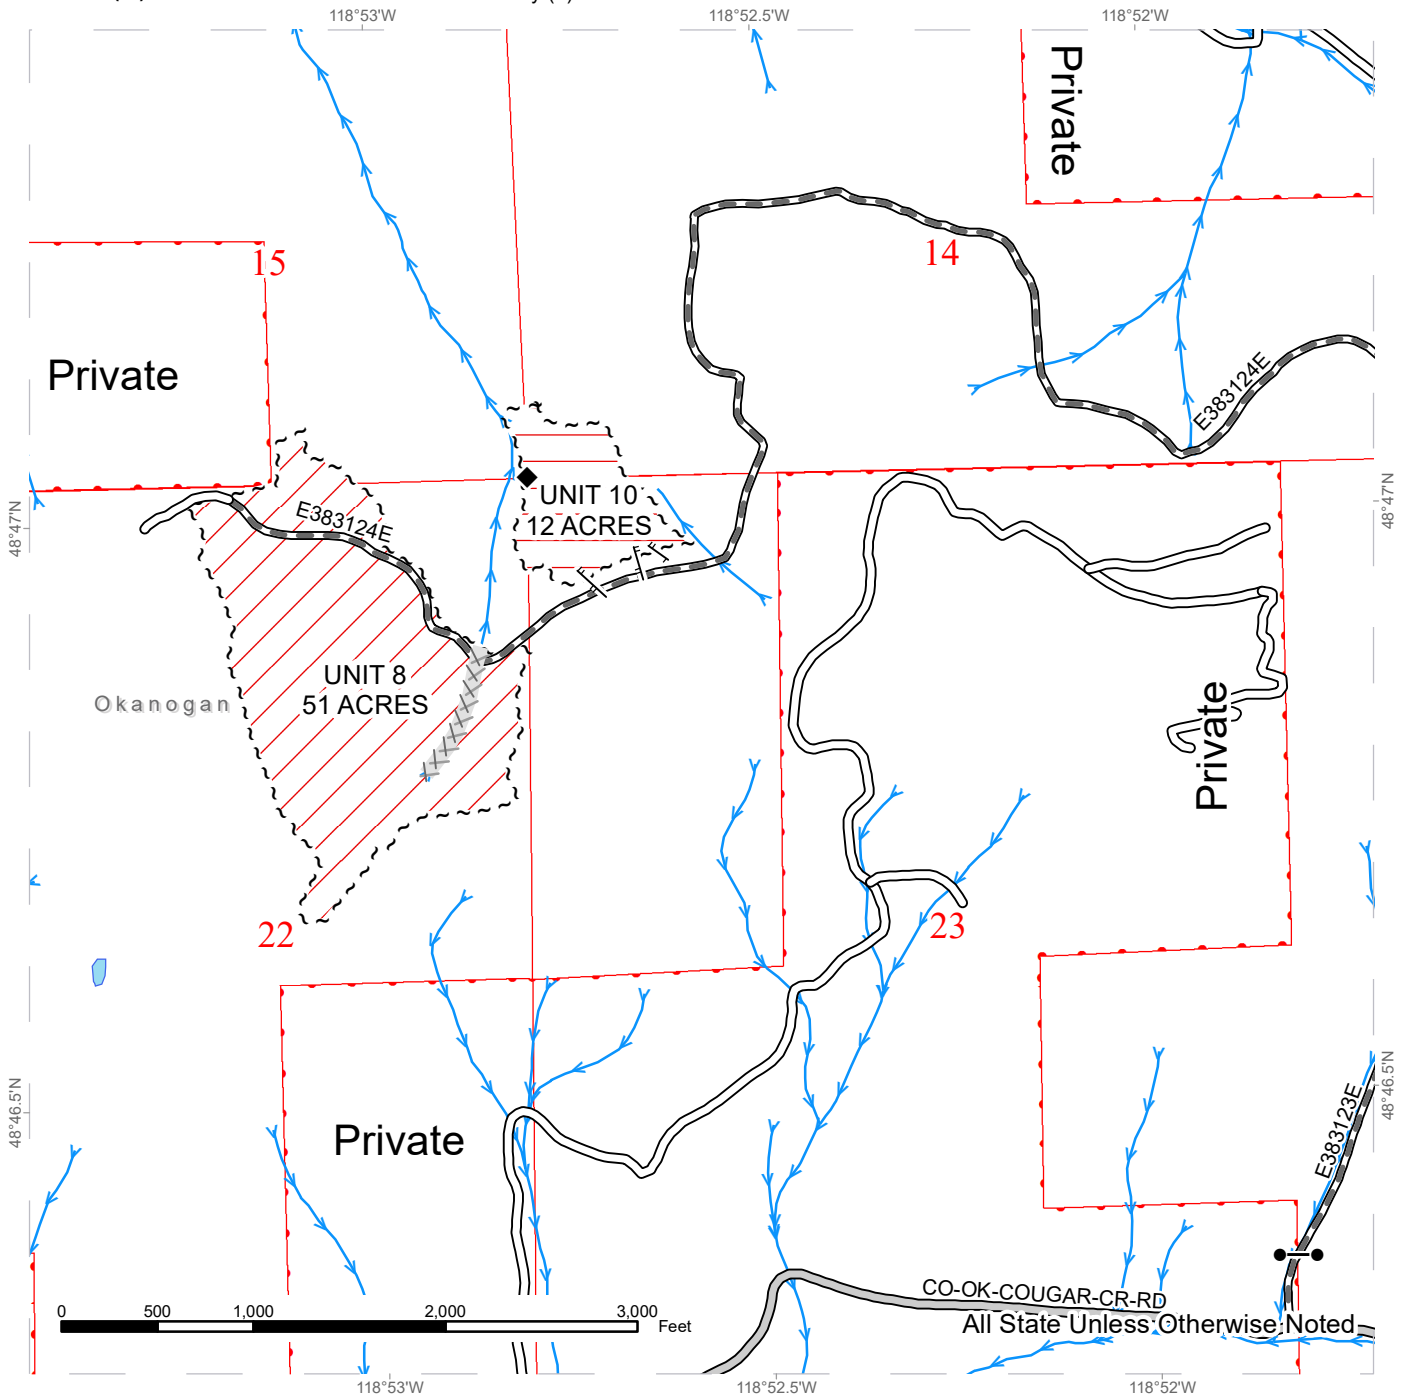 118°53'W
118°52.5'W
118°52'W
Private
15
14
Private
E383124E
UNIT 10
12 ACRES
E383124E
48°47'N
48°47'N
UNIT 8
51 ACRES
Okanogan
Private
22
23
48°46.5'N
48°46.5'N
Private
E383123E
CO-OK-COUGAR-CR-RD
0 500 1,000 2,000 3,000
Feet
All State Unless Otherwise Noted
118°53'W
118°52.5'W
118°52'W